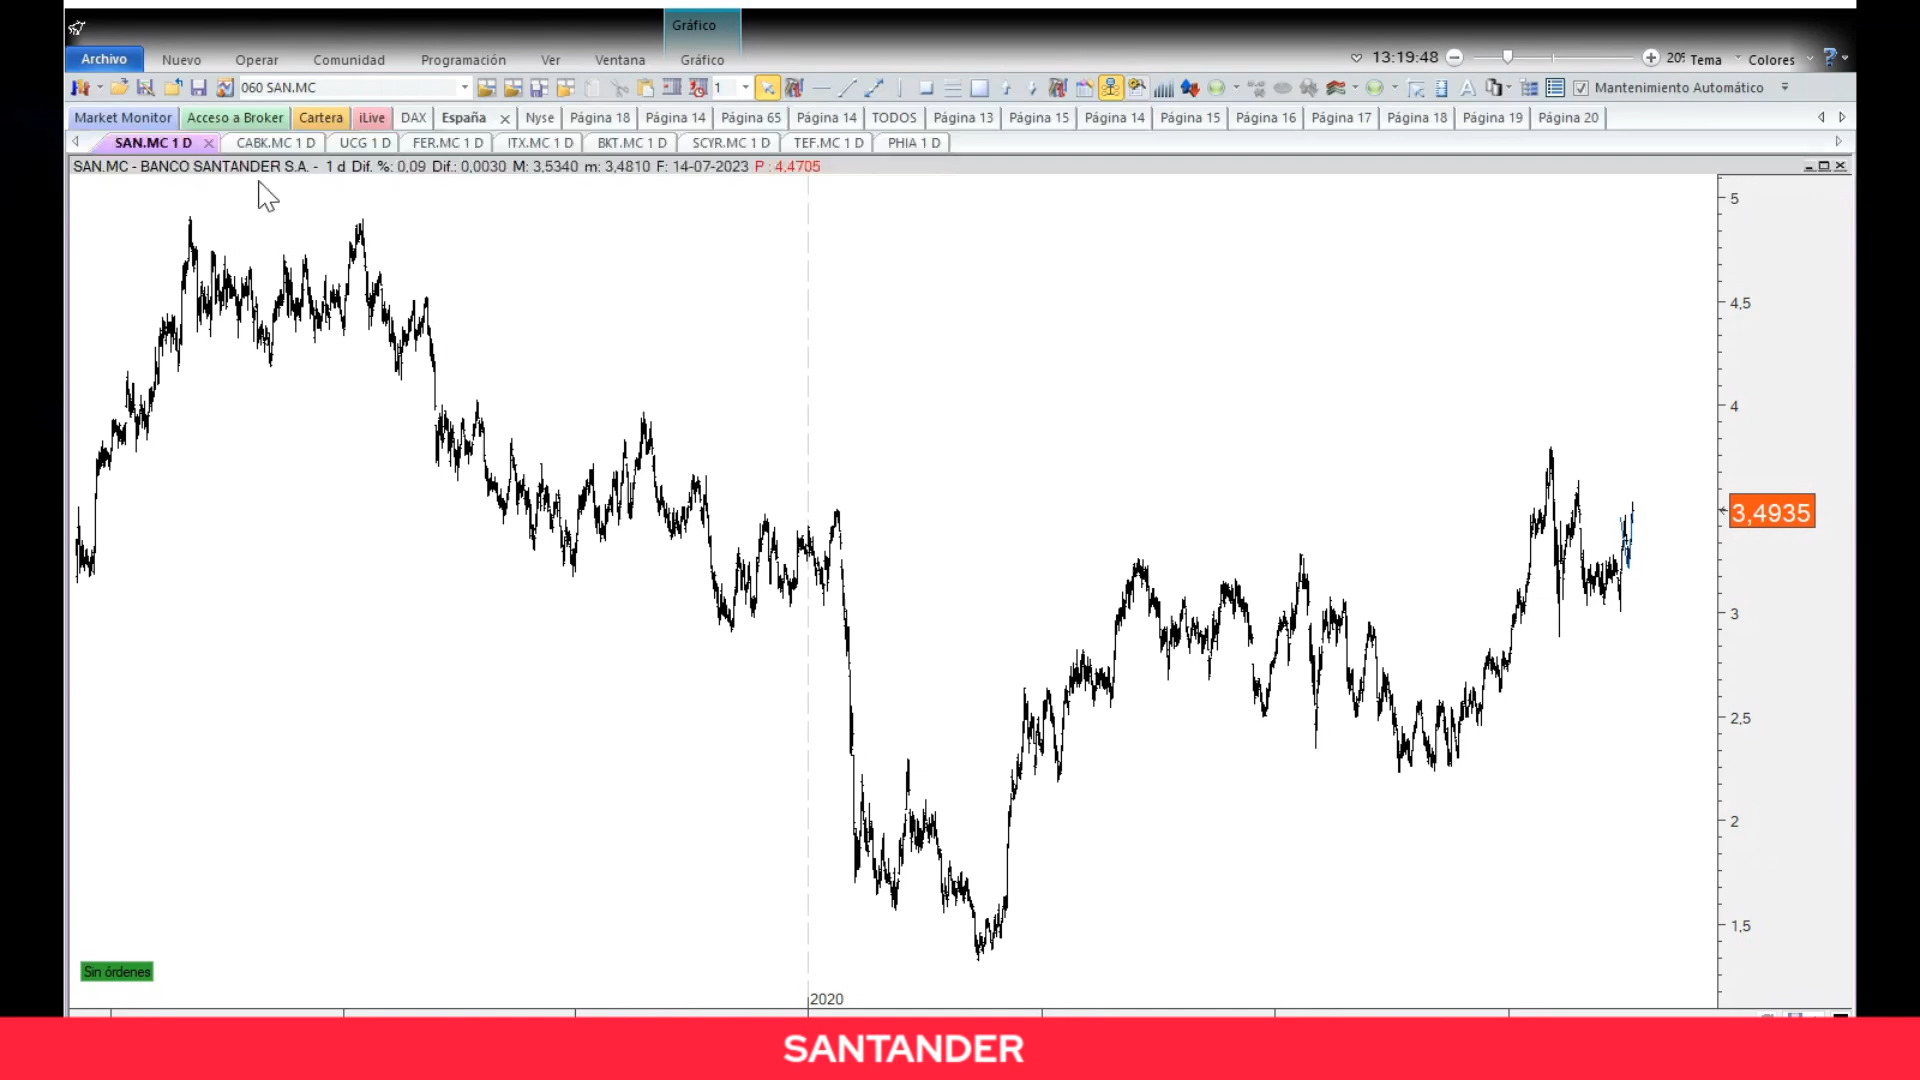 Gráfico
Archivo Nuevo Operar Comunidad Programación Ver Ventana Gráfico 13:19:48 Tema Colores
060 SAN.MC 1 Mantenimiento Automático
Market Monitor Acceso a Broker Cartera iLive DAX España x Nyse Página 18 Página 14 Página 65 Página 14 TODOS Página 13 Página 15 Página 14 Página 15 Página 16 Página 17 Página 18 Página 19 Página 20
SAN.MC 1 D CABK.MC 1 D UCG 1 D FER.MC 1 D ITX.MC 1 D BKT.MC 1 D SCYR.MC 1 D TEF.MC 1 D PHIA 1 D
SAN.MC - BANCO SANTANDER S.A. - 1 d Dif. %: 0,09 Dif.: 0,0030 M: 3,5340 m: 3,4810 F: 14-07-2023 P : 4,4705
5
4,5
4
3,4935
3
2,5
2
1,5
Sin órdenes
2020
SANTANDER